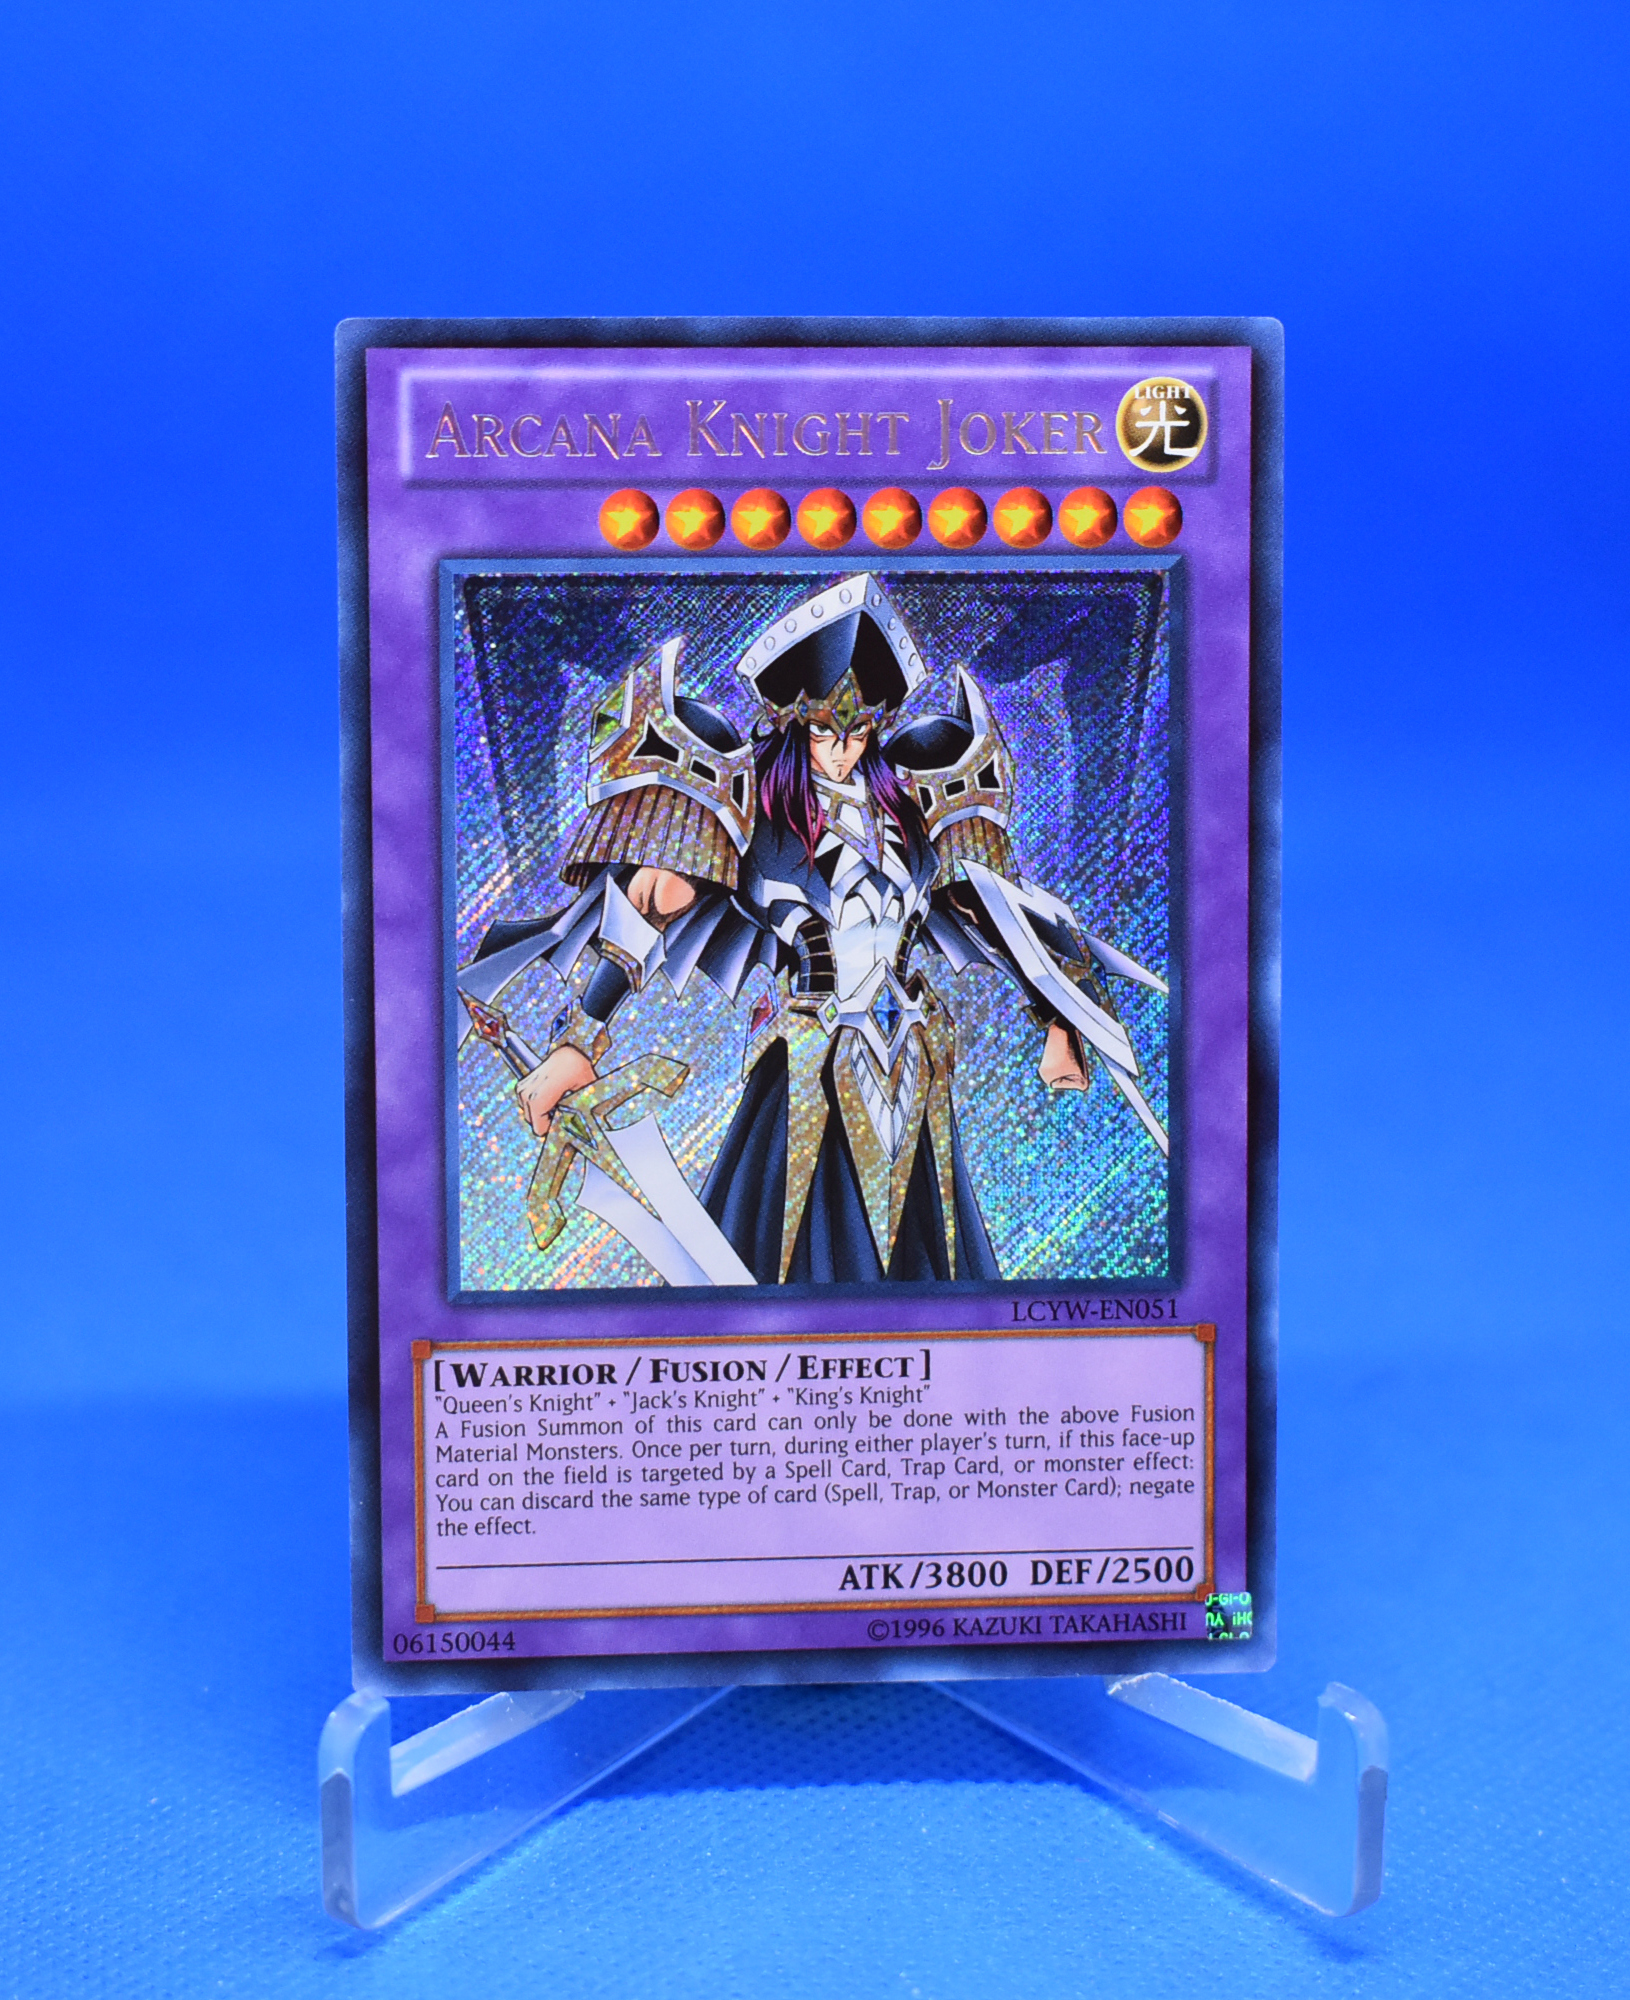 ARCANA KNIGHT JOKER
LIGHT
光
LCYW-EN051
[WARRIOR / FUSION / EFFECT]
"Queen's Knight" + "Jack's Knight" + "King's Knight"
A Fusion Summon of this card can only be done with the above Fusion
Material Monsters. Once per turn, during either player's turn, if this face-up
card on the field is targeted by a Spell Card, Trap Card, or monster effect:
You can discard the same type of card (Spell, Trap, or Monster Card); negate
the effect.
ATK/3800 DEF/2500
06150044
©1996 KAZUKI TAKAHASHI